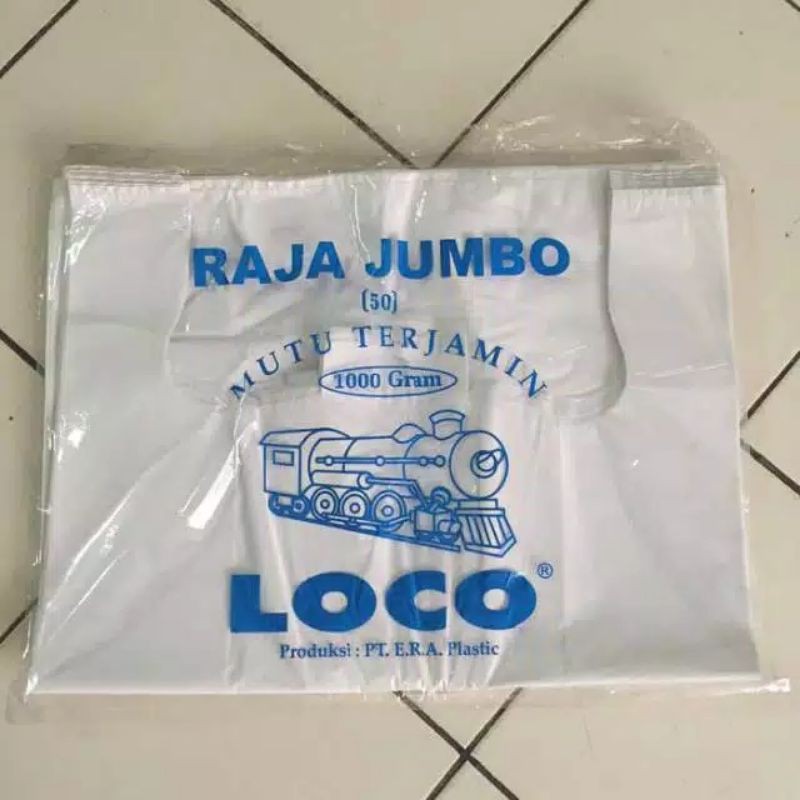 RAJA JUMBO
(50)
MUTU TERJAMIN
1000 Gram
LOCO®
Produksi : PT. E.R.A. Plastic